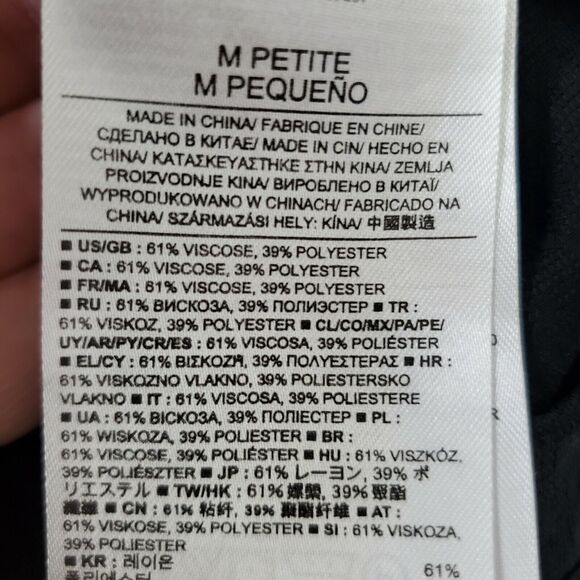 M PETITE
M PEQUEÑO
MADE IN CHINA/ FABRIQUE EN CHINE/
СДЕЛАНО В КИТАЕ/ MADE IN CIN/ HECHO EN
CHINA/ ΚΑΤΑΣΚΕΥΑΣΤΗΚΕ ΣΤΗΝ ΚΙΝΑ/ ZEMLJA
PROIZVODNJE KINA/ ВИРОБЛЕНО В КИТАЇ/
WYPRODUKOWANO W CHINACH/ FABRICADO NA
CHINA/ SZÁRMAZÁSI HELY: KÍNA/ 中國製造
■ US/GB : 61% VISCOSE, 39% POLYESTER
■ CA : 61% VISCOSE, 39% POLYESTER
■ FR/MA : 61% VISCOSE, 39% POLYESTER
■ RU : 61% ВИСКОЗА, 39% ПОЛИЭСТЕР ■ TR :
61% VISKOZ, 39% POLYESTER ■ CL/CO/MX/PA/PE/
UY/AR/PY/CR/ES : 61% VISCOSA, 39% POLIÉSTER
■ EL/CY : 61% ΒΙΣΚΟΖΗ, 39% ΠΟΛΥΕΣΤΕΡΑΣ ■ HR :
61% VISKOZNO VLAKNO, 39% POLIESTERSKO
VLAKNO ■ IT : 61% VISCOSA, 39% POLIESTERE
■ UA : 61% ВІСКОЗА, 39% ПОЛІЕСТЕР ■ PL :
61% WISKOZA, 39% POLIESTER ■ BR :
61% VISCOSE, 39% POLIÉSTER ■ HU : 61% VISZKÓZ,
39% POLIÉSZTER ■ JP : 61% レーヨン, 39% ポ
リエステル ■ TW/HK : 61% 嫘縈, 39% 聚酯
纖維 ■ CN : 61% 粘纤, 39% 聚酯纤维 ■ AT :
61% VISKOSE, 39% POLYESTER ■ SI : 61% VISKOZA,
39% POLIESTER
■ KR : 레이온 61%
폴리에스터